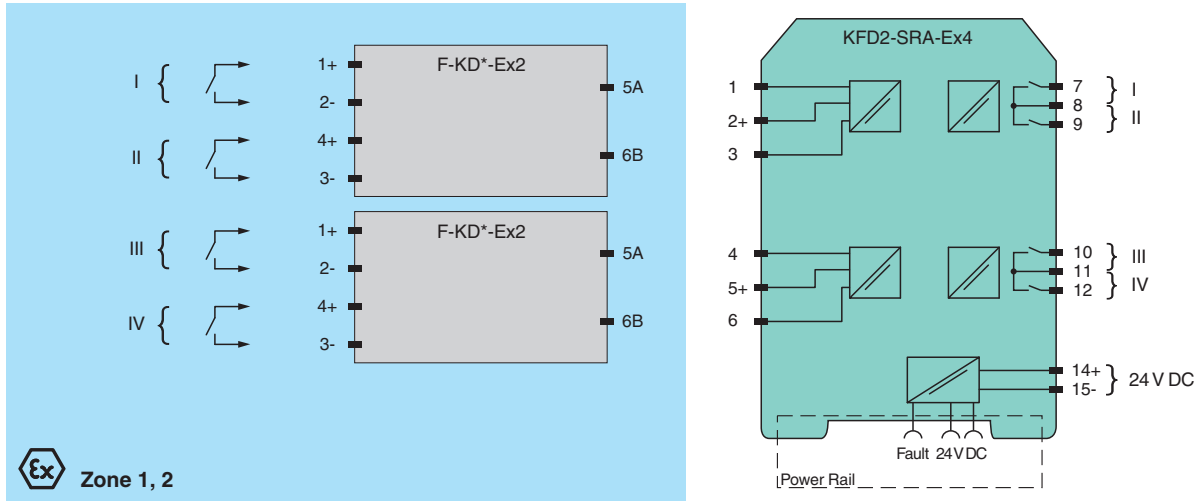 I {
1+
2-
II {
4+
3-
F-KD*-Ex2
5A
6B
III {
1+
2-
IV {
4+
3-
F-KD*-Ex2
5A
6B
Ex
Zone 1, 2
KFD2-SRA-Ex4
1
2+
3
7
8
9
} I
} II
4
5+
6
10
11
12
} III
} IV
14+
15-
} 24 V DC
Fault 24 V DC
Power Rail